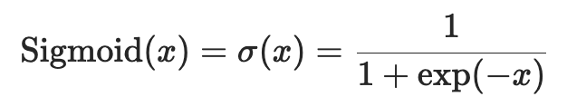 Sigmoid(x) = σ(x) = 1 / (1 + exp(−x))